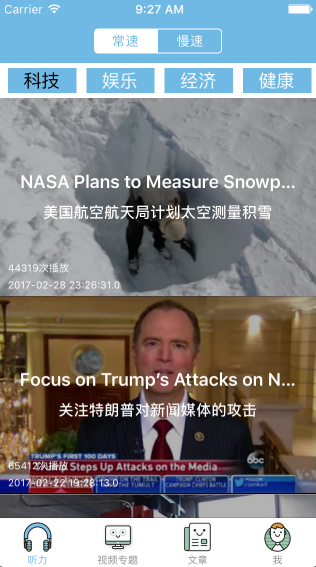 Carrier 9:27 AM
常速 慢速
科技 娱乐 经济 健康
NASA Plans to Measure Snowp...
美国航空航天局计划太空测量积雪
44319次播放
2017-02-28 23:26:31.0
Focus on Trump's Attacks on N...
关注特朗普对新闻媒体的攻击
TRUMP'S FIRST 100 DAYS
abc
65412次播放
Steps Up Attacks on the Media
2017-02-22 19:28:13.0
听力 视频专题 文章 我